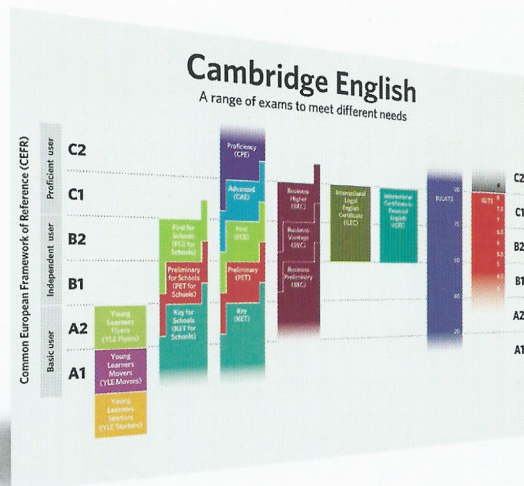 Cambridge English
A range of exams to meet different needs
Common European Framework of Reference (CEFR)
Proficient user
Independent user
Basic user
C2
C1
B2
B1
A2
A1
Young
Learners
Flyers
(YLE Flyers)
Young
Learners
Movers
(YLE Movers)
Young
Learners
Starters
(YLE Starters)
First for
Schools
(FCE for
Schools)
Preliminary
for Schools
(PET for
Schools)
Key for
Schools
(KET for
Schools)
Proficiency
(CPE)
Advanced
(CAE)
First
(FCE)
Preliminary
(PET)
Key
(KET)
Business
Higher
(BEC)
Business
Vantage
(BEC)
Business
Preliminary
(BEC)
International
Legal
English
Certificate
(ILEC)
International
Certificate in
Financial
English
(ICFE)
BULATS
90
IELTS
C2
C1
B2
B1
A2
A1